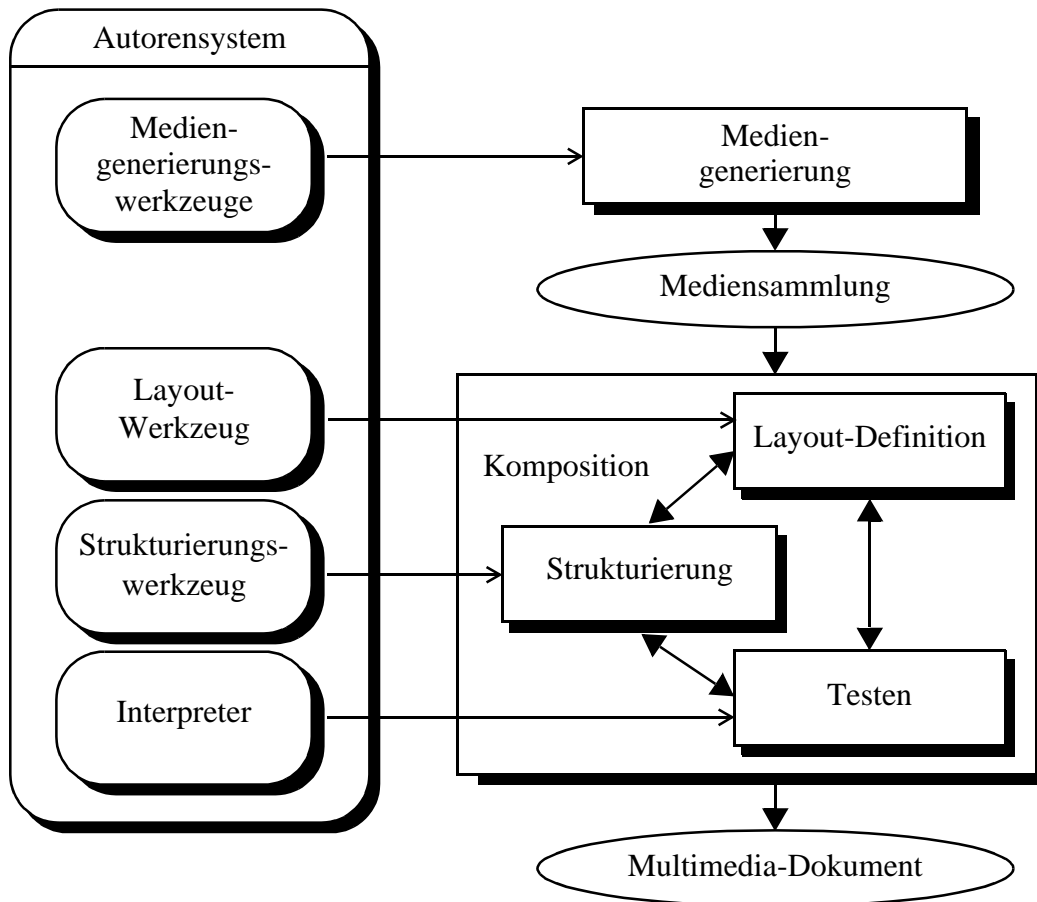 Autorensystem
Medien-
generierungs-
werkzeuge
Medien-
generierung
Mediensammlung
Layout-
Werkzeug
Layout-Definition
Komposition
Strukturierungs-
werkzeug
Strukturierung
Interpreter
Testen
Multimedia-Dokument